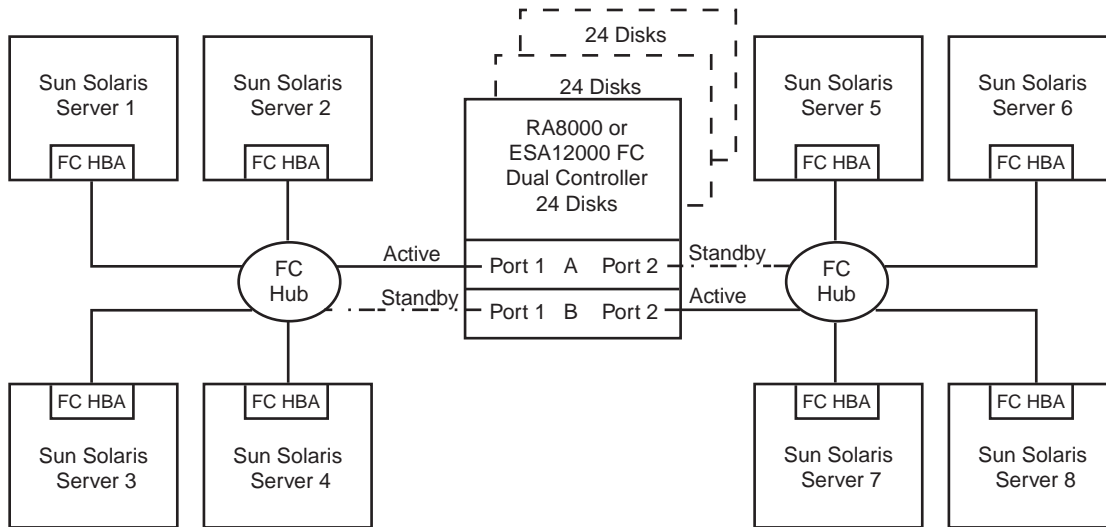 24 Disks
24 Disks
Sun Solaris
Server 1
FC HBA
Sun Solaris
Server 2
FC HBA
RA8000 or
ESA12000 FC
Dual Controller
24 Disks
Sun Solaris
Server 5
FC HBA
Sun Solaris
Server 6
FC HBA
FC
Hub
Active
Standby
Port 1 A Port 2
Port 1 B Port 2
Standby
Active
FC
Hub
FC HBA
Sun Solaris
Server 3
FC HBA
Sun Solaris
Server 4
FC HBA
Sun Solaris
Server 7
FC HBA
Sun Solaris
Server 8